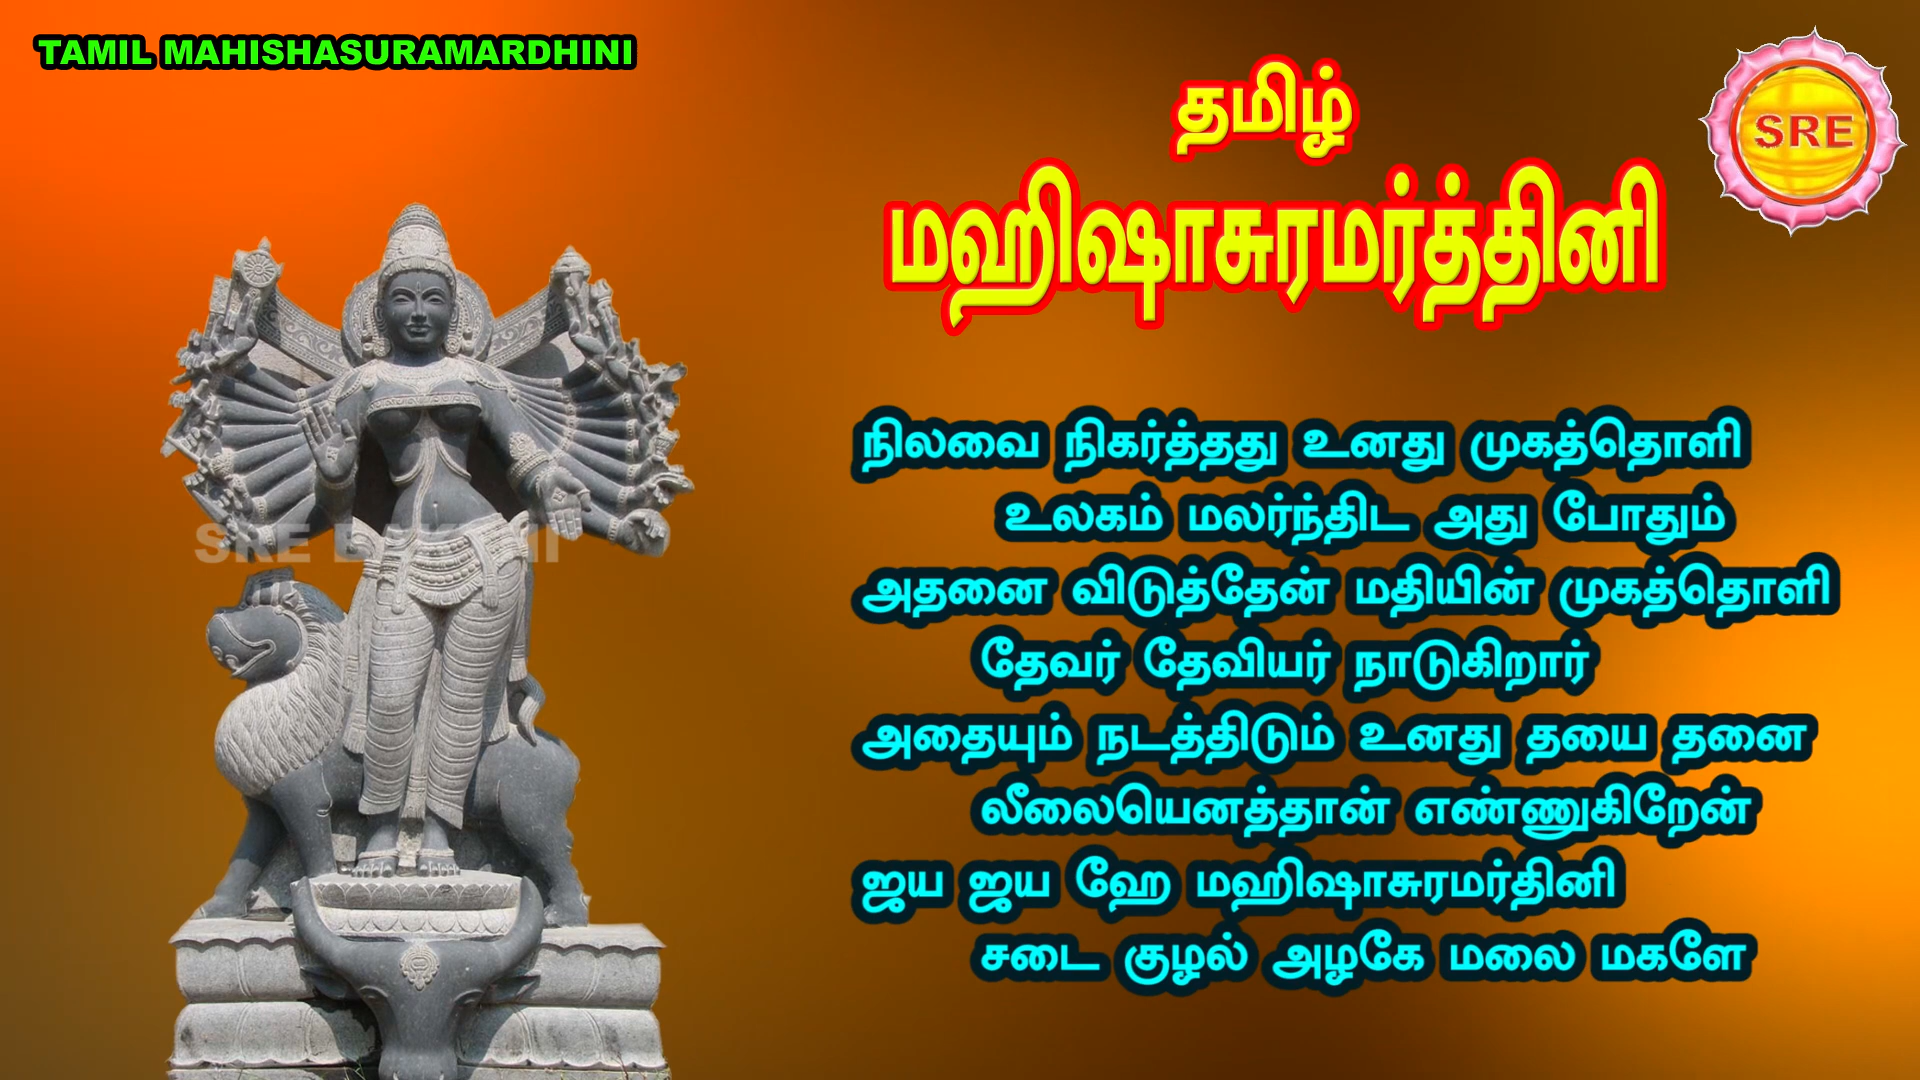 TAMIL MAHISHASURAMARDHINI
தமிழ்
மஹிஷாசுரமர்த்தினி
SRE
நிலவை நிகர்த்தது உனது முகத்தொளி
உலகம் மலர்ந்திட அது போதும்
அதனை விடுத்தேன் மதியின் முகத்தொளி
தேவர் தேவியர் நாடுகிறார்
அதையும் நடத்திடும் உனது தயை தனை
லீலையெனத்தான் எண்ணுகிறேன்
ஜய ஜய ஹே மஹிஷாசுரமர்தினி
சடை குழல் அழகே மலை மகளே
SRE